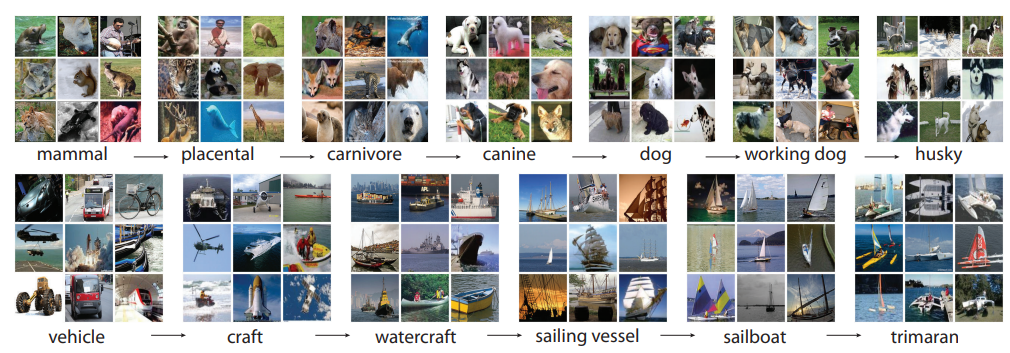 mammal → placental → carnivore → canine → dog → working dog → husky
vehicle → craft → watercraft → sailing vessel → sailboat → trimaran